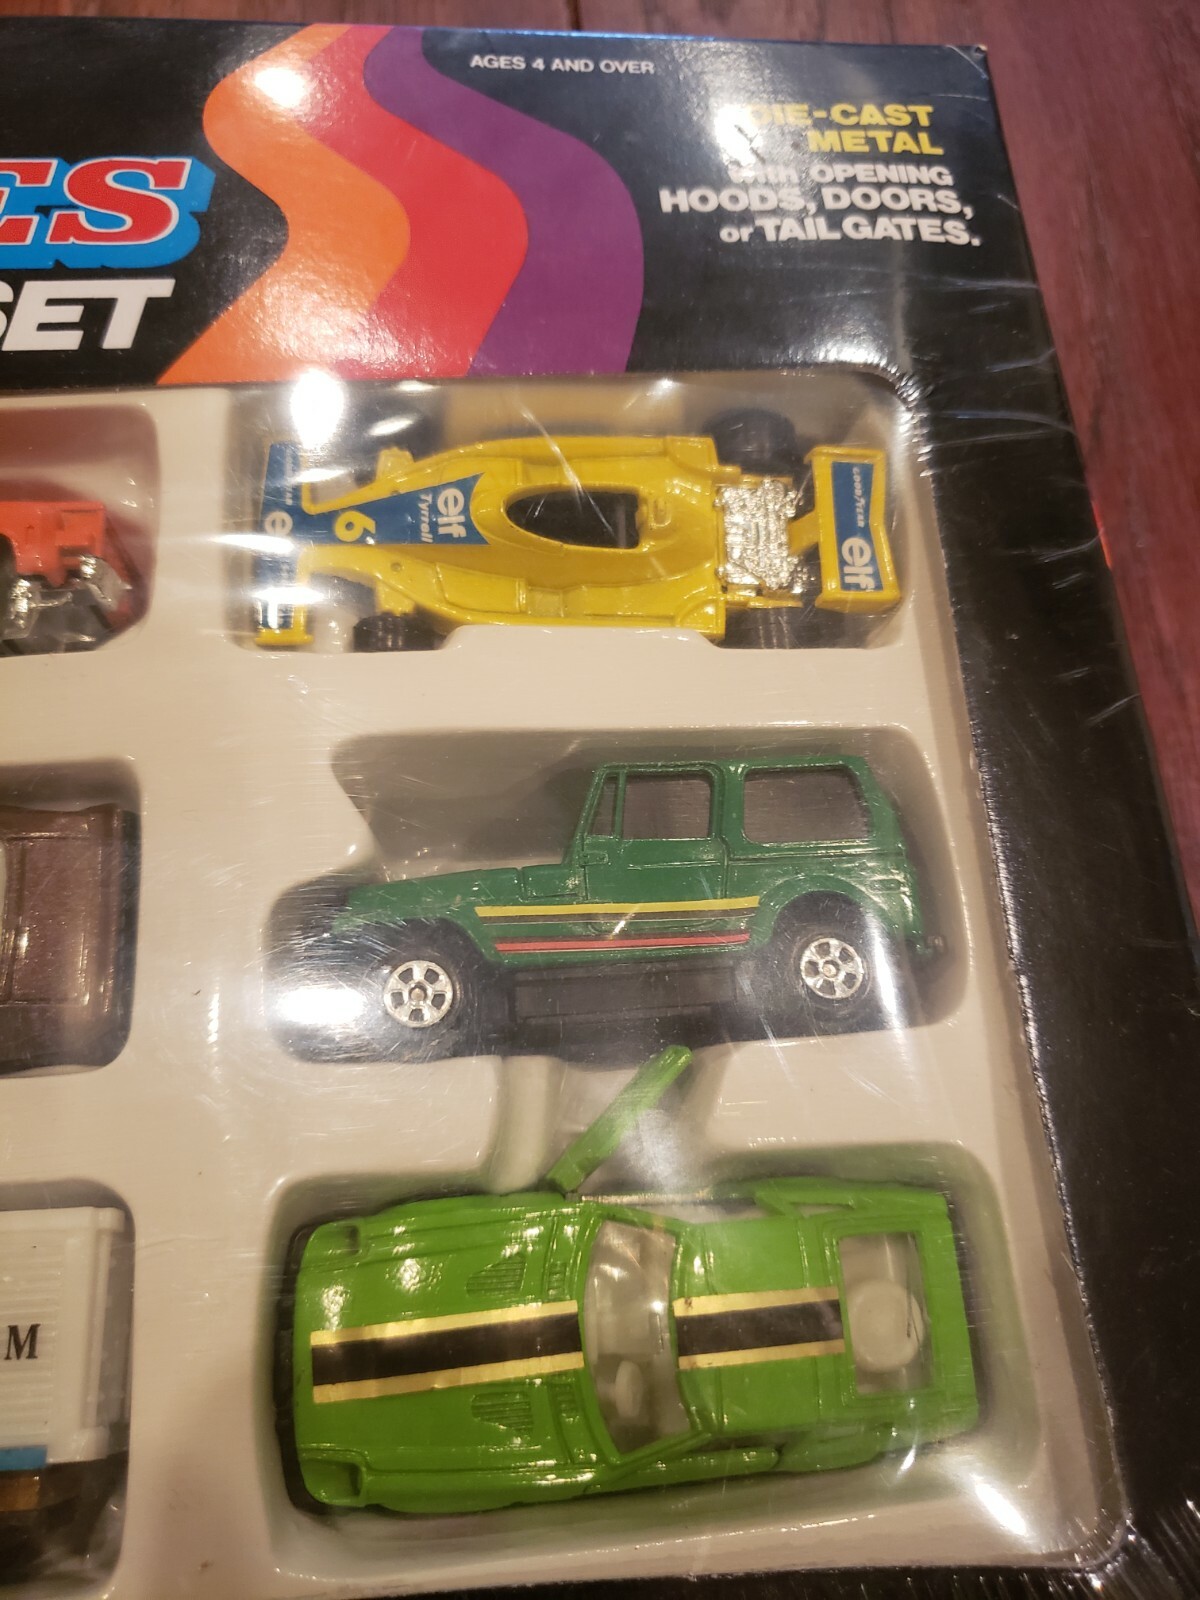 AGES 4 AND OVER
DIE-CAST
METAL
with OPENING
HOODS, DOORS,
or TAIL GATES.
ES
SET
elf
Tyrrell
6
GOODYEAR
elf
M